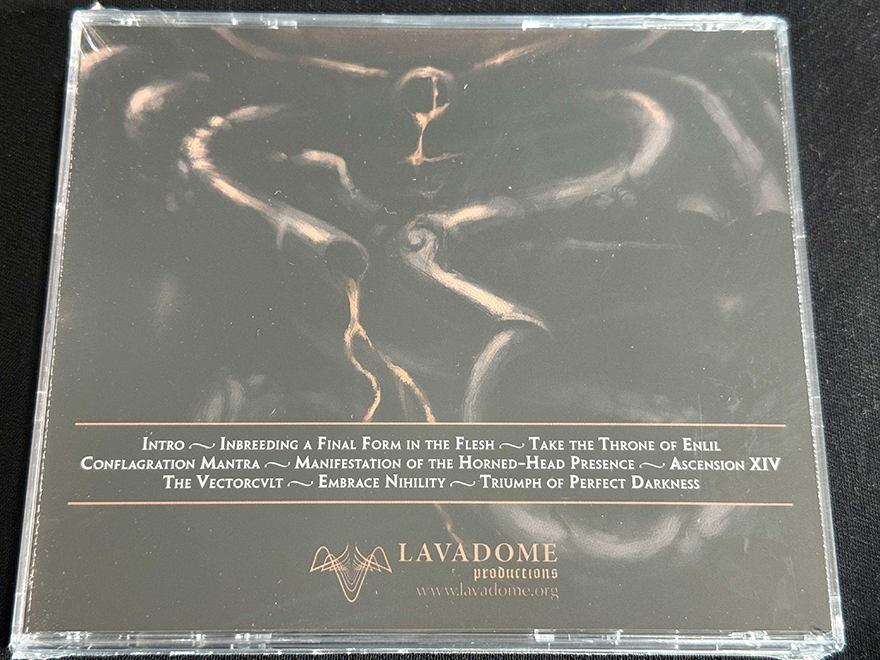 Intro ~ Inbreeding a Final Form in the Flesh ~ Take the Throne of Enlil
Conflagration Mantra ~ Manifestation of the Horned-Head Presence ~ Ascension XIV
The Vectorcvlt ~ Embrace Nihility ~ Triumph of Perfect Darkness
LAVADOME
productions
www.lavadome.org